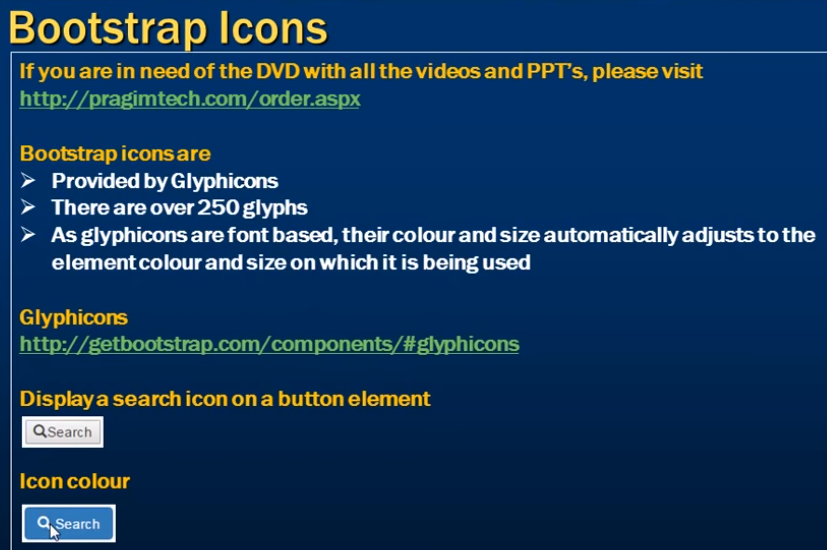 Bootstrap Icons
If you are in need of the DVD with all the videos and PPT's, please visit
http://pragimtech.com/order.aspx
Bootstrap icons are
➢ Provided by Glyphicons
➢ There are over 250 glyphs
➢ As glyphicons are font based, their colour and size automatically adjusts to the
element colour and size on which it is being used
Glyphicons
http://getbootstrap.com/components/#glyphicons
Display a search icon on a button element
Search
Icon colour
Search